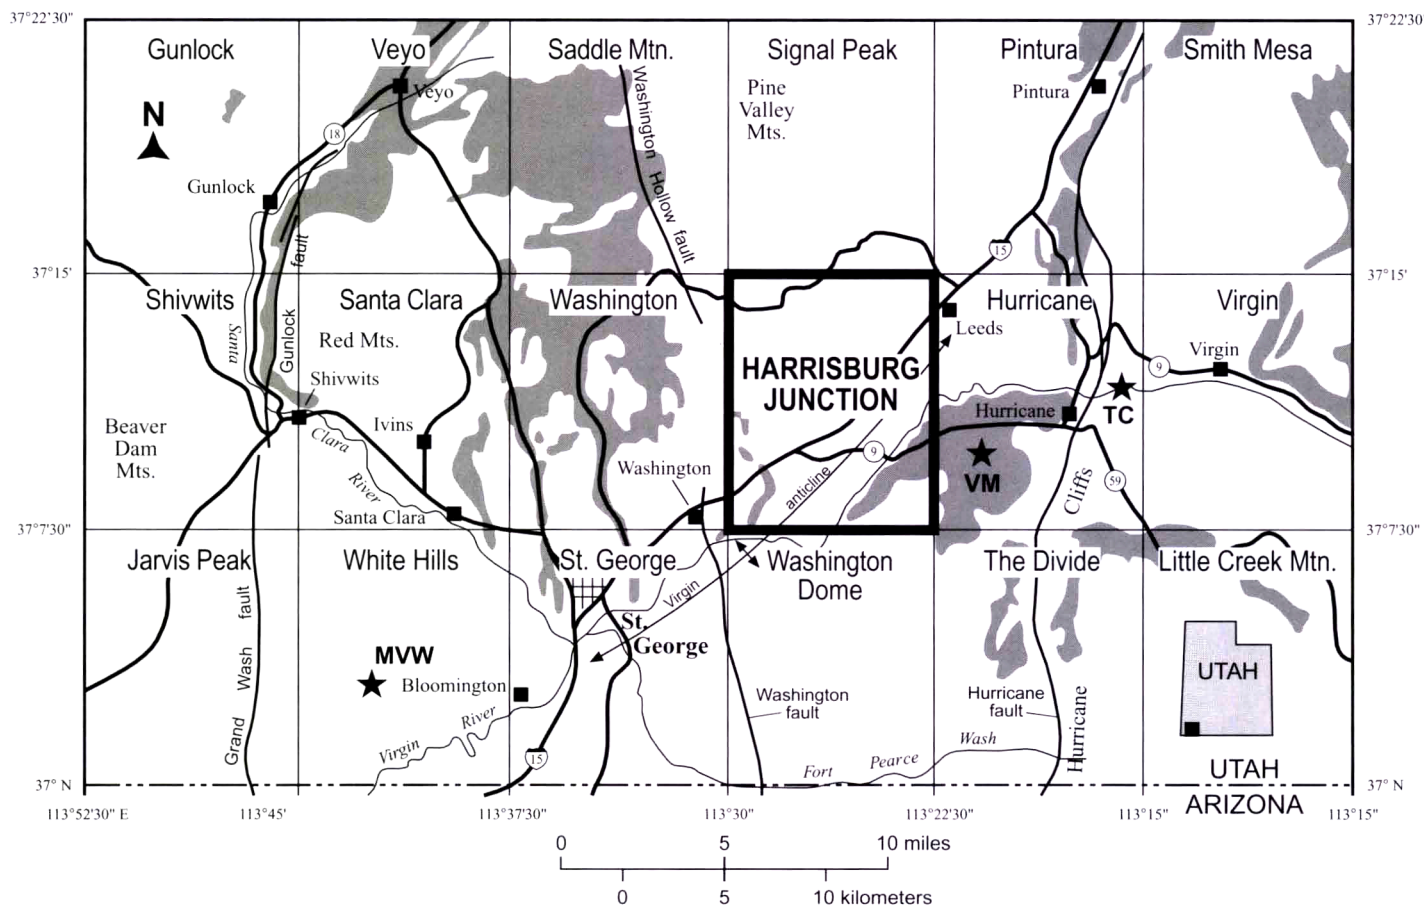 37°22'30"
37°22'30"
Gunlock
Veyo
Saddle Mtn.
Signal Peak
Pintura
Smith Mesa
N
Veyo
Pine
Valley
Mts.
Pintura
18
Washington Hollow fault
Gunlock
fault
15
37°15'
37°15'
Shivwits
Santa Clara
Washington
Hurricane
Virgin
Santa
Gunlock
Red Mts.
Leeds
Shivwits
HARRISBURG
JUNCTION
Virgin
9
TC
Beaver
Dam
Mts.
Ivins
Clara
River
Hurricane
Washington
9
VM
anticline
Cliffs
59
Santa Clara
37°7'30"
37°7'30"
Jarvis Peak
White Hills
St. George
Washington
Dome
The Divide
Little Creek Mtn.
Virgin
St.
George
Grand Wash fault
MVW
Bloomington
UTAH
Washington
fault
Hurricane
fault
Hurricane
Virgin River
15
Fort Pearce Wash
37° N
37° N
UTAH
ARIZONA
113°52'30" E
113°45'
113°37'30"
113°30'
113°22'30"
113°15'
113°15'
0 5 10 miles
0 5 10 kilometers